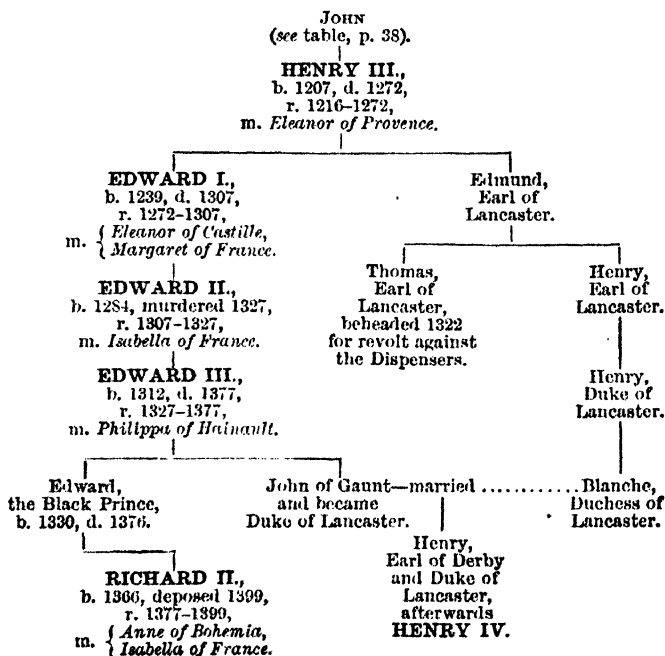 JOHN
(see table, p. 38).
HENRY III.,
b. 1207, d. 1272,
r. 1216–1272,
m. Eleanor of Provence.
EDWARD I.,
b. 1239, d. 1307,
r. 1272–1307,
m. { Eleanor of Castille,
Margaret of France.
Edmund,
Earl of
Lancaster.
EDWARD II.,
b. 1284, murdered 1327,
r. 1307–1327,
m. Isabella of France.
Thomas,
Earl of
Lancaster,
beheaded 1322
for revolt against
the Dispensers.
Henry,
Earl of
Lancaster.
EDWARD III.,
b. 1312, d. 1377,
r. 1327–1377,
m. Philippa of Hainault.
Henry,
Duke of
Lancaster.
Edward,
the Black Prince,
b. 1330, d. 1376.
John of Gaunt—married ..........
and became
Duke of Lancaster.
Blanche,
Duchess of
Lancaster.
RICHARD II.,
b. 1366, deposed 1399,
r. 1377–1399,
m. { Anne of Bohemia,
Isabella of France.
Henry,
Earl of Derby
and Duke of
Lancaster,
afterwards
HENRY IV.